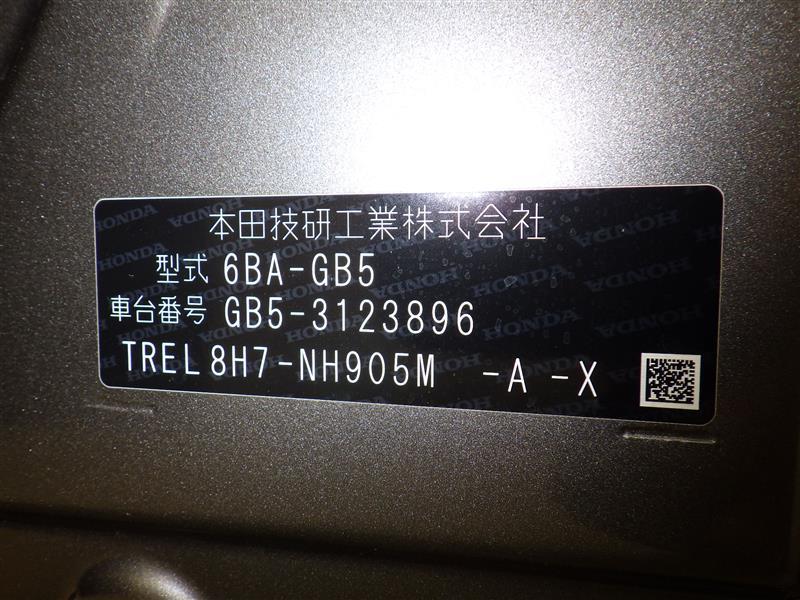 本田技研工業株式会社
型式 6BA-GB5
車台番号 GB5-3123896
TREL 8H7-NH905M -A -X